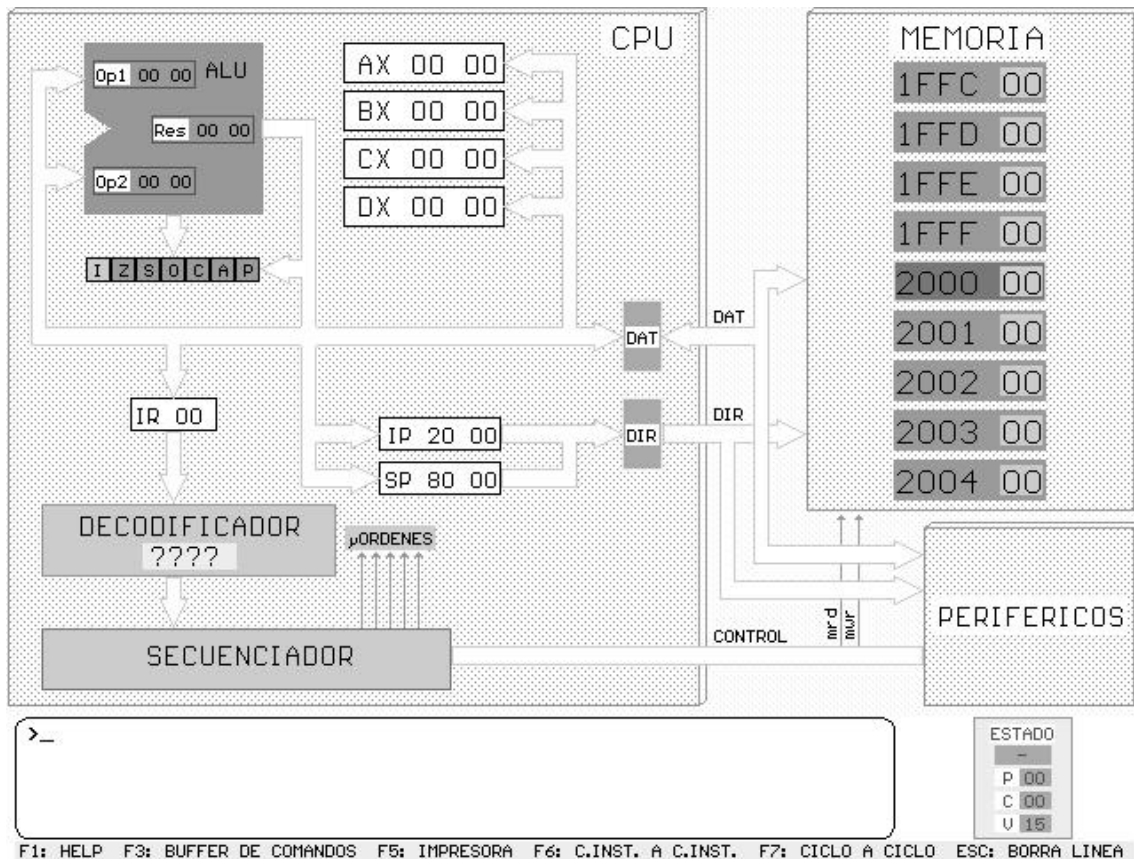 CPU
Op1 00 00 ALU
Res 00 00
Op2 00 00
I Z S O C A P
AX 00 00
BX 00 00
CX 00 00
DX 00 00
DAT
DIR
IR 00
IP 20 00
SP 80 00
DECODIFICADOR
????
µORDENES
SECUENCIADOR
DAT
DIR
CONTROL
mrd
mwr
MEMORIA
1FFC 00
1FFD 00
1FFE 00
1FFF 00
2000 00
2001 00
2002 00
2003 00
2004 00
PERIFERICOS
>_
ESTADO
-
P 00
C 00
V 15
F1: HELP F3: BUFFER DE COMANDOS F5: IMPRESORA F6: C.INST. A C.INST. F7: CICLO A CICLO ESC: BORRA LINEA